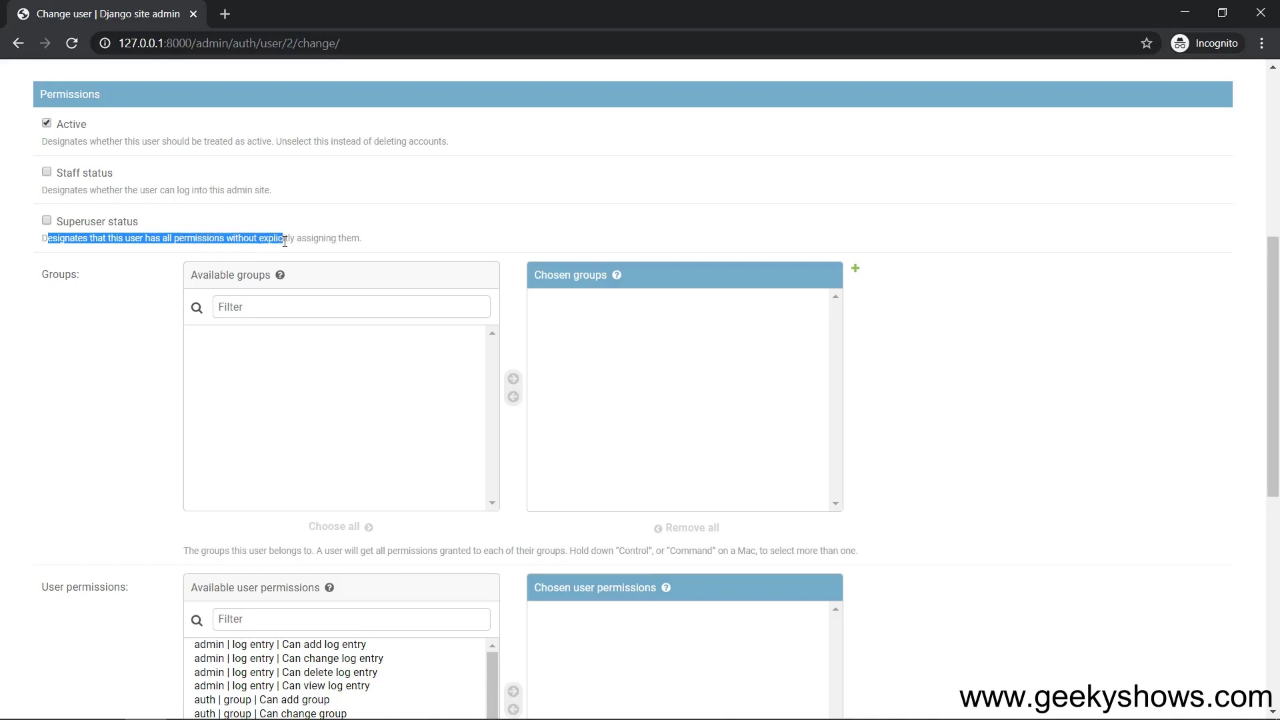 Change user | Django site admin
127.0.0.1:8000/admin/auth/user/2/change/
Incognito
Permissions
Active
Designates whether this user should be treated as active. Unselect this instead of deleting accounts.
Staff status
Designates whether the user can log into this admin site.
Superuser status
Designates that this user has all permissions without explicitly assigning them.
Groups:
Available groups
Chosen groups
Filter
Choose all
Remove all
The groups this user belongs to. A user will get all permissions granted to each of their groups. Hold down “Control”, or “Command” on a Mac, to select more than one.
User permissions:
Available user permissions
Chosen user permissions
Filter
admin | log entry | Can add log entry
admin | log entry | Can change log entry
admin | log entry | Can delete log entry
admin | log entry | Can view log entry
auth | group | Can add group
auth | group | Can change group
www.geekyshows.com